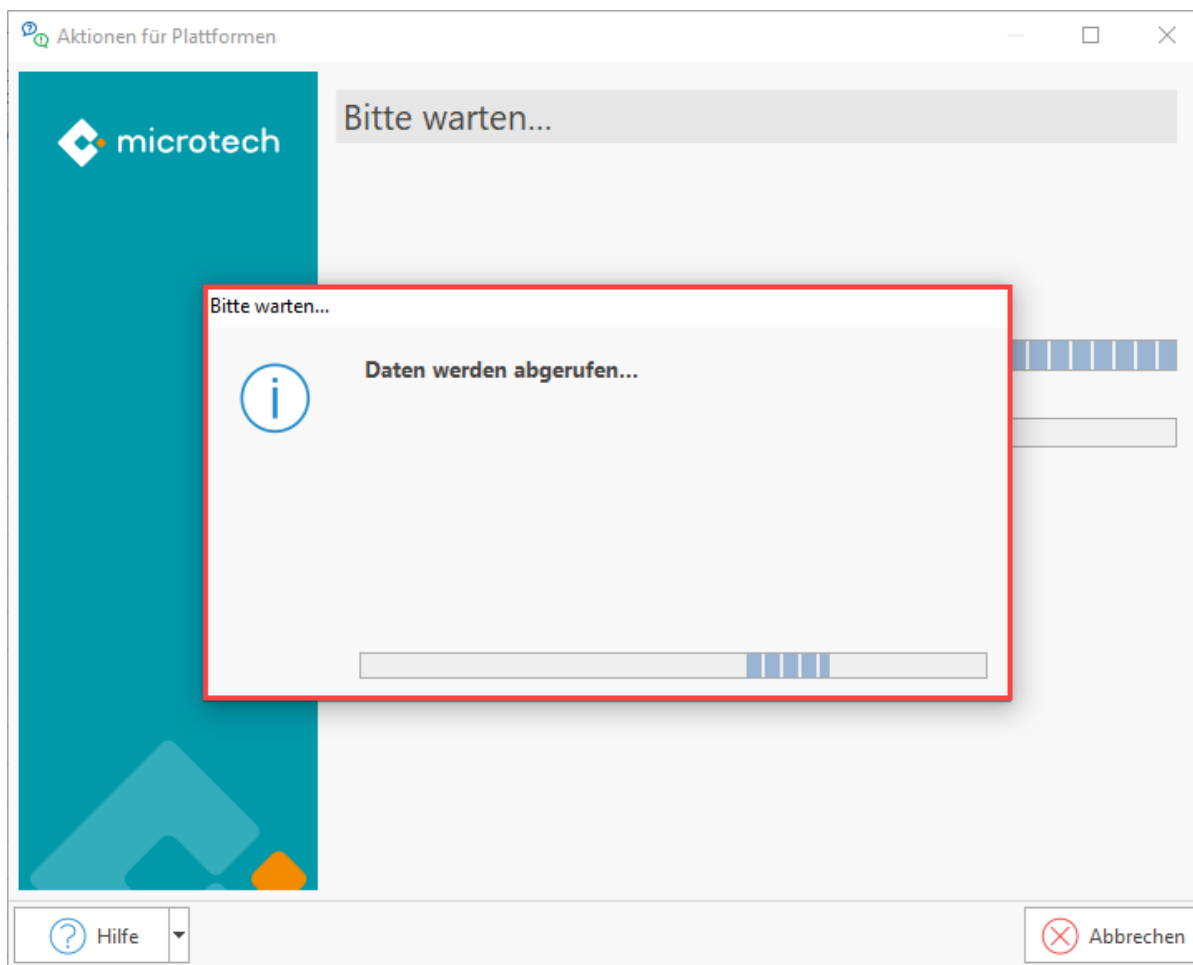 Aktionen für Plattformen
microtech
Bitte warten...
Bitte warten...
Daten werden abgerufen...
Hilfe
Abbrechen